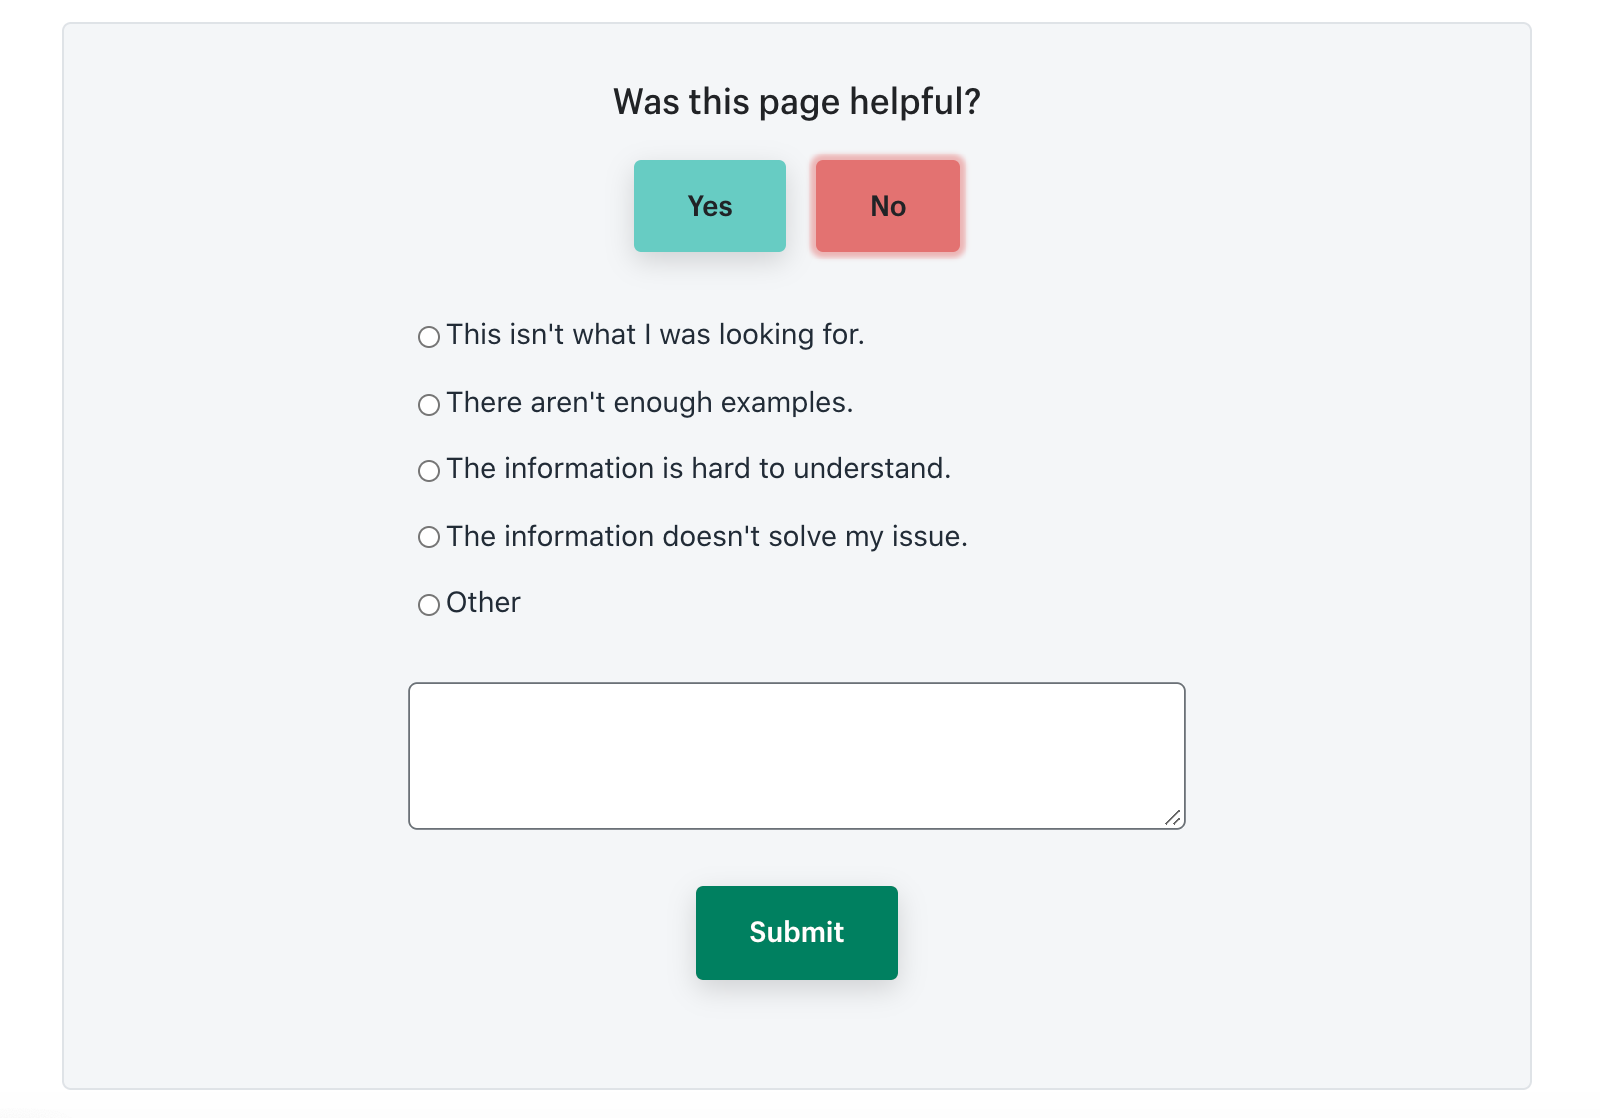 Was this page helpful?
Yes No
This isn't what I was looking for.
There aren't enough examples.
The information is hard to understand.
The information doesn't solve my issue.
Other
Submit